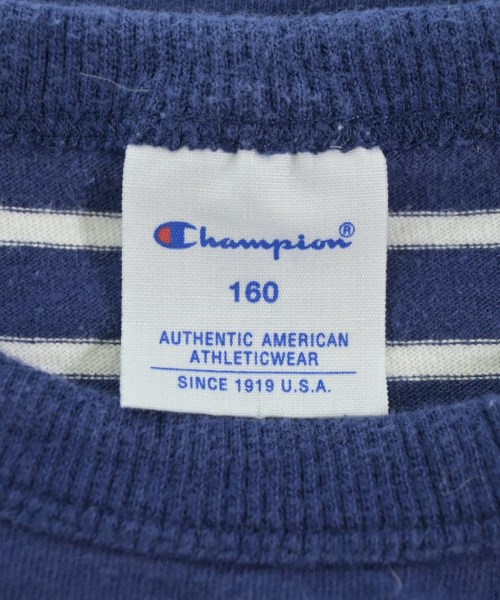 Champion®
160
AUTHENTIC AMERICAN
ATHLETICWEAR
SINCE 1919 U.S.A.